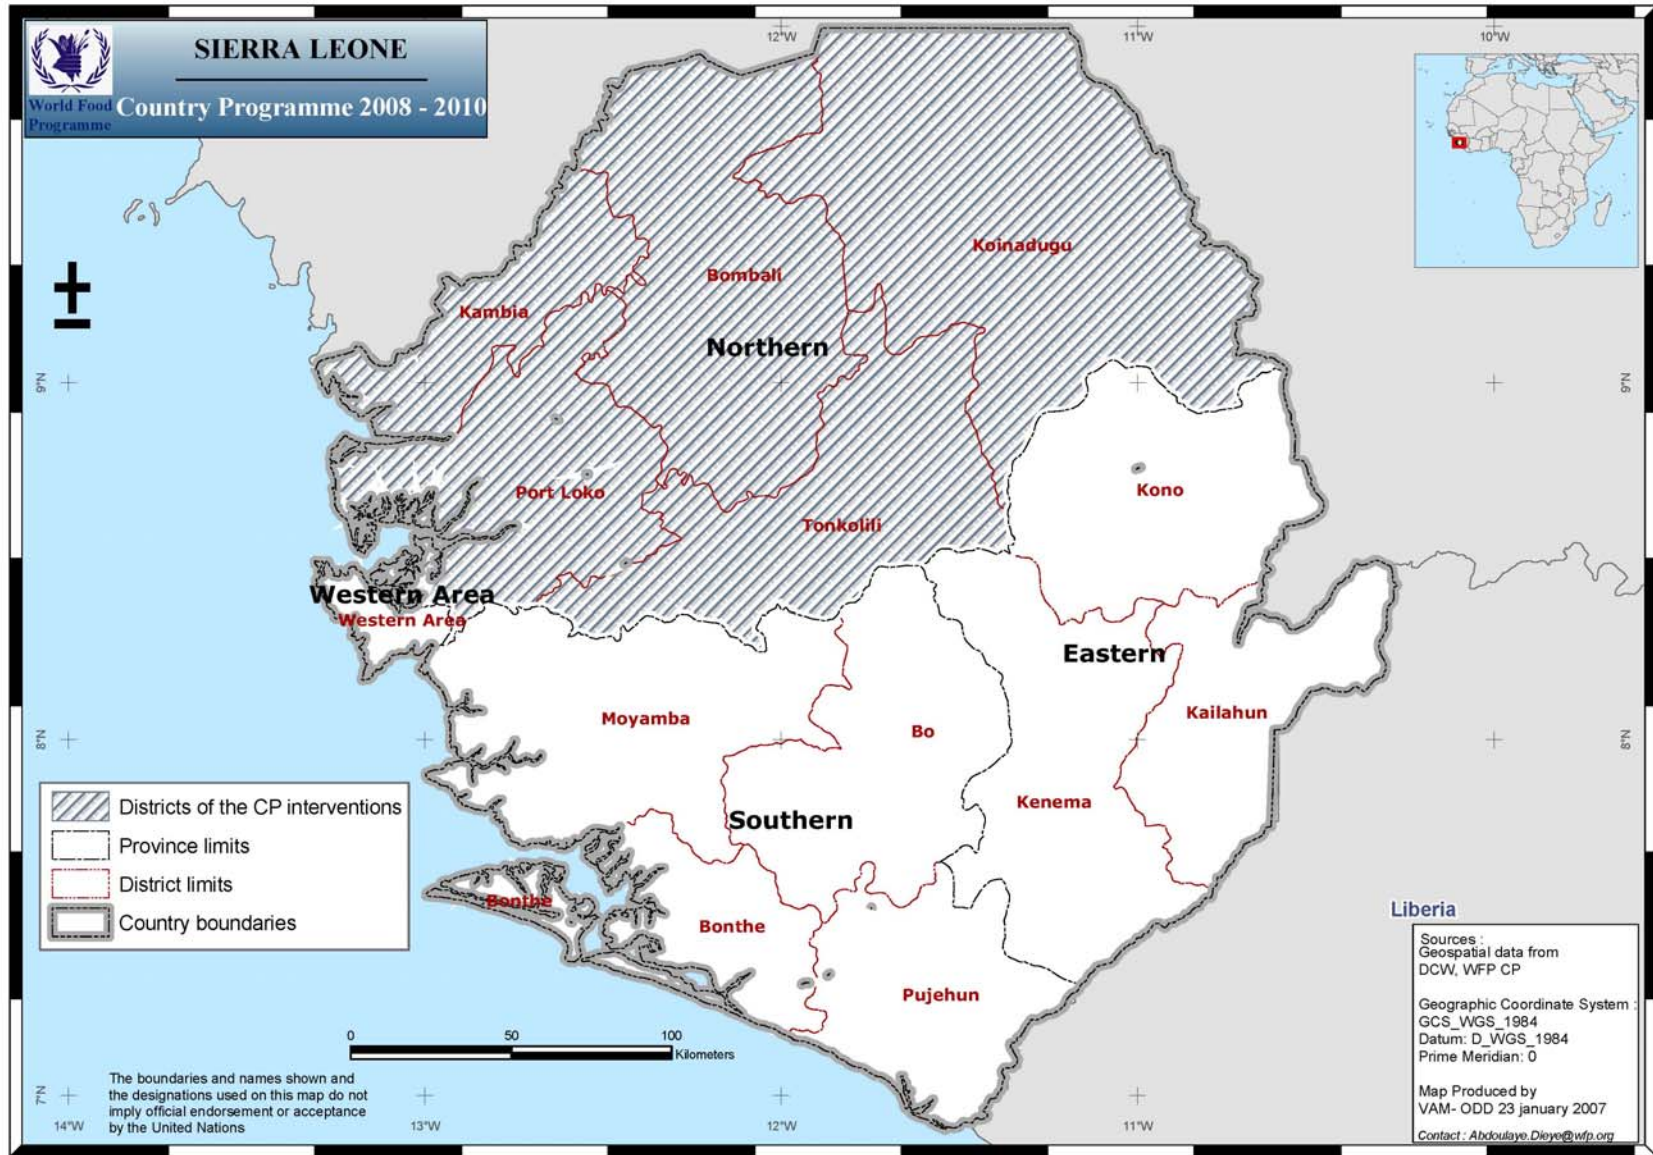 SIERRA LEONE
World Food
Programme
Country Programme 2008 - 2010
12°W
11°W
10°W
Koinadugu
Bombali
Kambia
Northern
9°N
9°N
Port Loko
Kono
Tonkolili
Western Area
Western Area
Eastern
Moyamba
Kailahun
Bo
8°N
8°N
Kenema
Southern
Districts of the CP interventions
Province limits
District limits
Country boundaries
Bonthe
Bonthe
Pujehun
Liberia
Sources :
Geospatial data from
DCW, WFP CP
Geographic Coordinate System :
GCS_WGS_1984
Datum: D_WGS_1984
Prime Meridian: 0
Map Produced by
VAM- ODD 23 january 2007
Contact : Abdoulaye.Dieye@wfp.org
0 50 100
Kilometers
The boundaries and names shown and
the designations used on this map do not
imply official endorsement or acceptance
by the United Nations
7°N
7°N
14°W
13°W
12°W
11°W